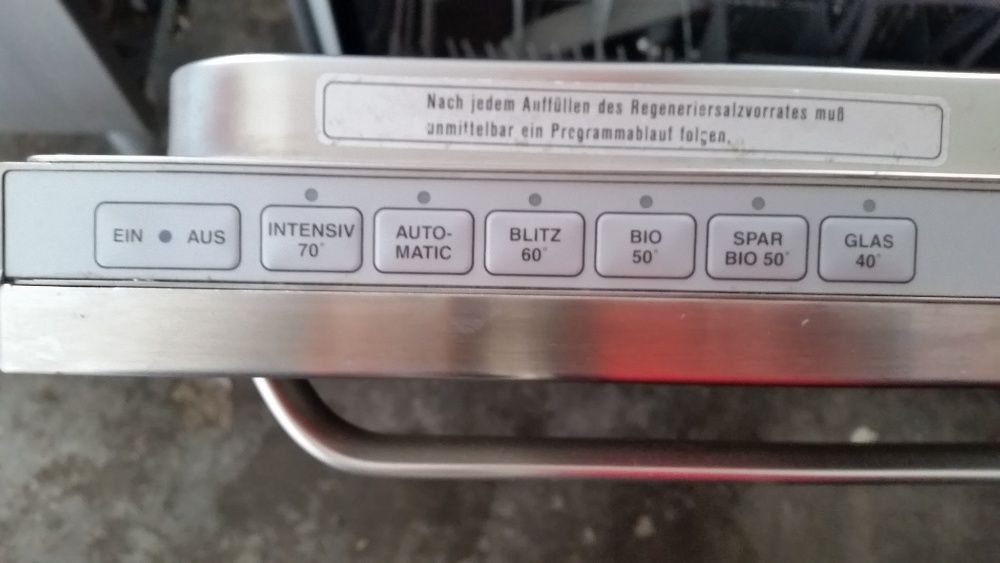 Nach jedem Auffüllen des Regeneriersalzvorrates muß
unmittelbar ein Programmablauf folgen.
EIN AUS
INTENSIV
70°
AUTO-
MATIC
BLITZ
60°
BIO
50°
SPAR
BIO 50°
GLAS
40°